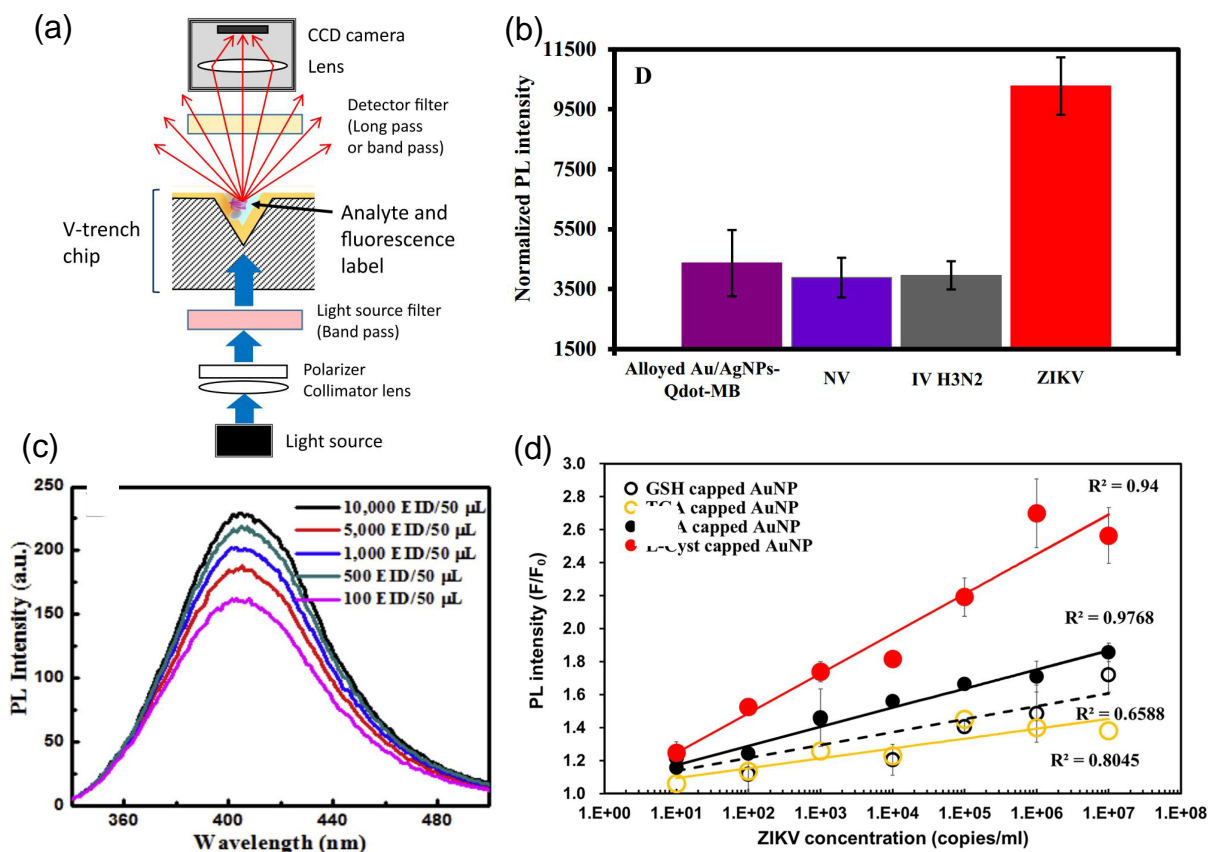 (a)
CCD camera
Lens
Detector filter
(Long pass
or band pass)
V-trench
chip
Analyte and
fluorescence
label
Light source filter
(Band pass)
Polarizer
Collimator lens
Light source
(b)
D
Normalized PL intensity
11500
9500
7500
5500
3500
1500
Alloyed Au/AgNPs-
Qdot-MB
NV
IV H3N2
ZIKV
(c)
PL Intensity (a.u.)
250
200
150
100
50
0
10,000 EID/50 µL
5,000 EID/50 µL
1,000 EID/50 µL
500 EID/50 µL
100 EID/50 µL
360
400
440
480
Wavelength (nm)
(d)
PL intensity (F/F₀)
3.0
2.8
2.6
2.4
2.2
2.0
1.8
1.6
1.4
1.2
1.0
GSH capped AuNP
capped AuNP
capped AuNP
capped AuNP
R² = 0.94
R² = 0.9768
R² = 0.6588
R² = 0.8045
1.E+00
1.E+01
1.E+02
1.E+03
1.E+04
1.E+05
1.E+06
1.E+07
1.E+08
ZIKV concentration (copies/ml)